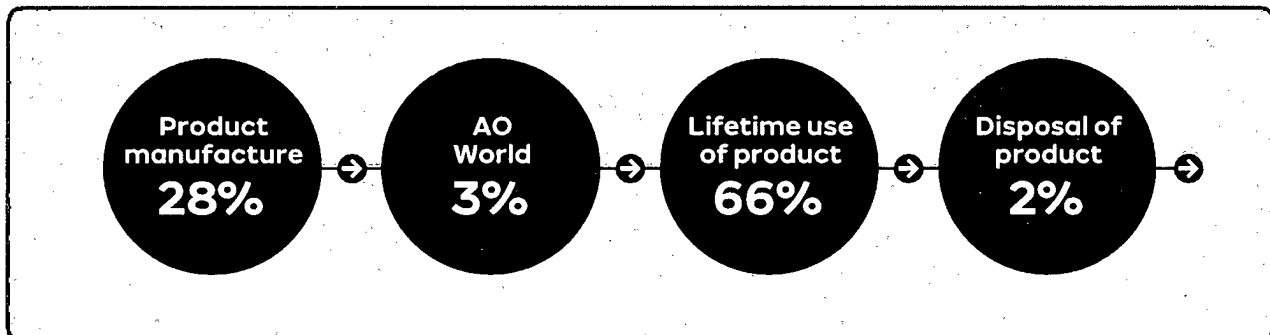 Product
manufacture
28%
AO
World
3%
Lifetime use
of product
66%
Disposal of
product
2%